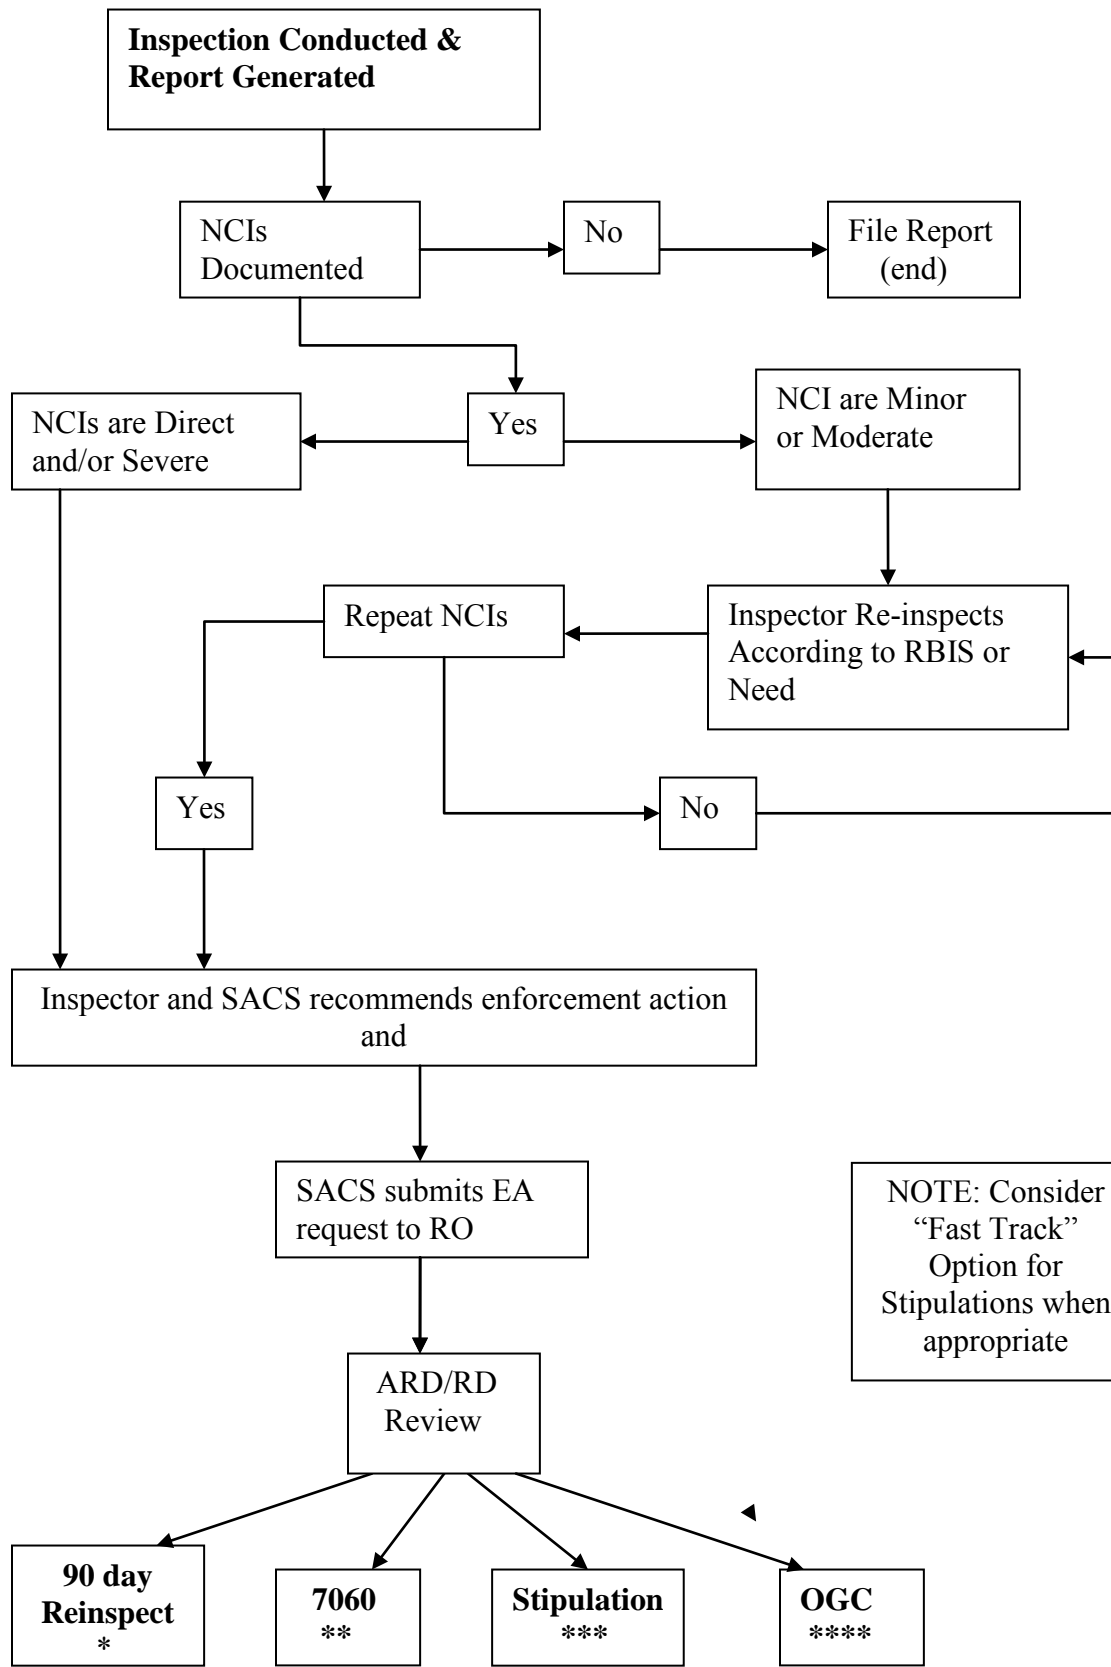 Inspection Conducted &
Report Generated
NCIs
Documented
No
File Report
(end)
NCIs are Direct
and/or Severe
Yes
NCI are Minor
or Moderate
Repeat NCIs
Inspector Re-inspects
According to RBIS or
Need
Yes
No
Inspector and SACS recommends enforcement action
and
SACS submits EA
request to RO
NOTE: Consider
“Fast Track”
Option for
Stipulations when
appropriate
ARD/RD
Review
90 day
Reinspect
*
7060
**
Stipulation
***
OGC
****